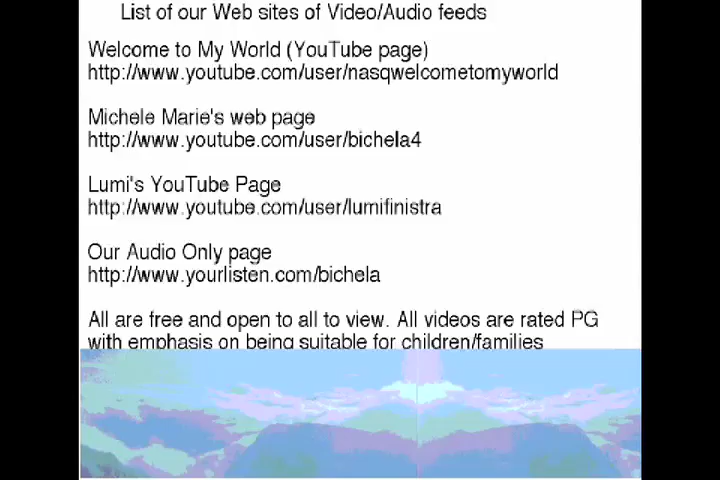 List of our Web sites of Video/Audio feeds
Welcome to My World (YouTube page)
http://www.youtube.com/user/nasqwelcometomyworld
Michele Marie's web page
http://www.youtube.com/user/bichela4
Lumi's YouTube Page
http://www.youtube.com/user/lumifinistra
Our Audio Only page
http://www.yourlisten.com/bichela
All are free and open to all to view. All videos are rated PG
with emphasis on being suitable for children/families